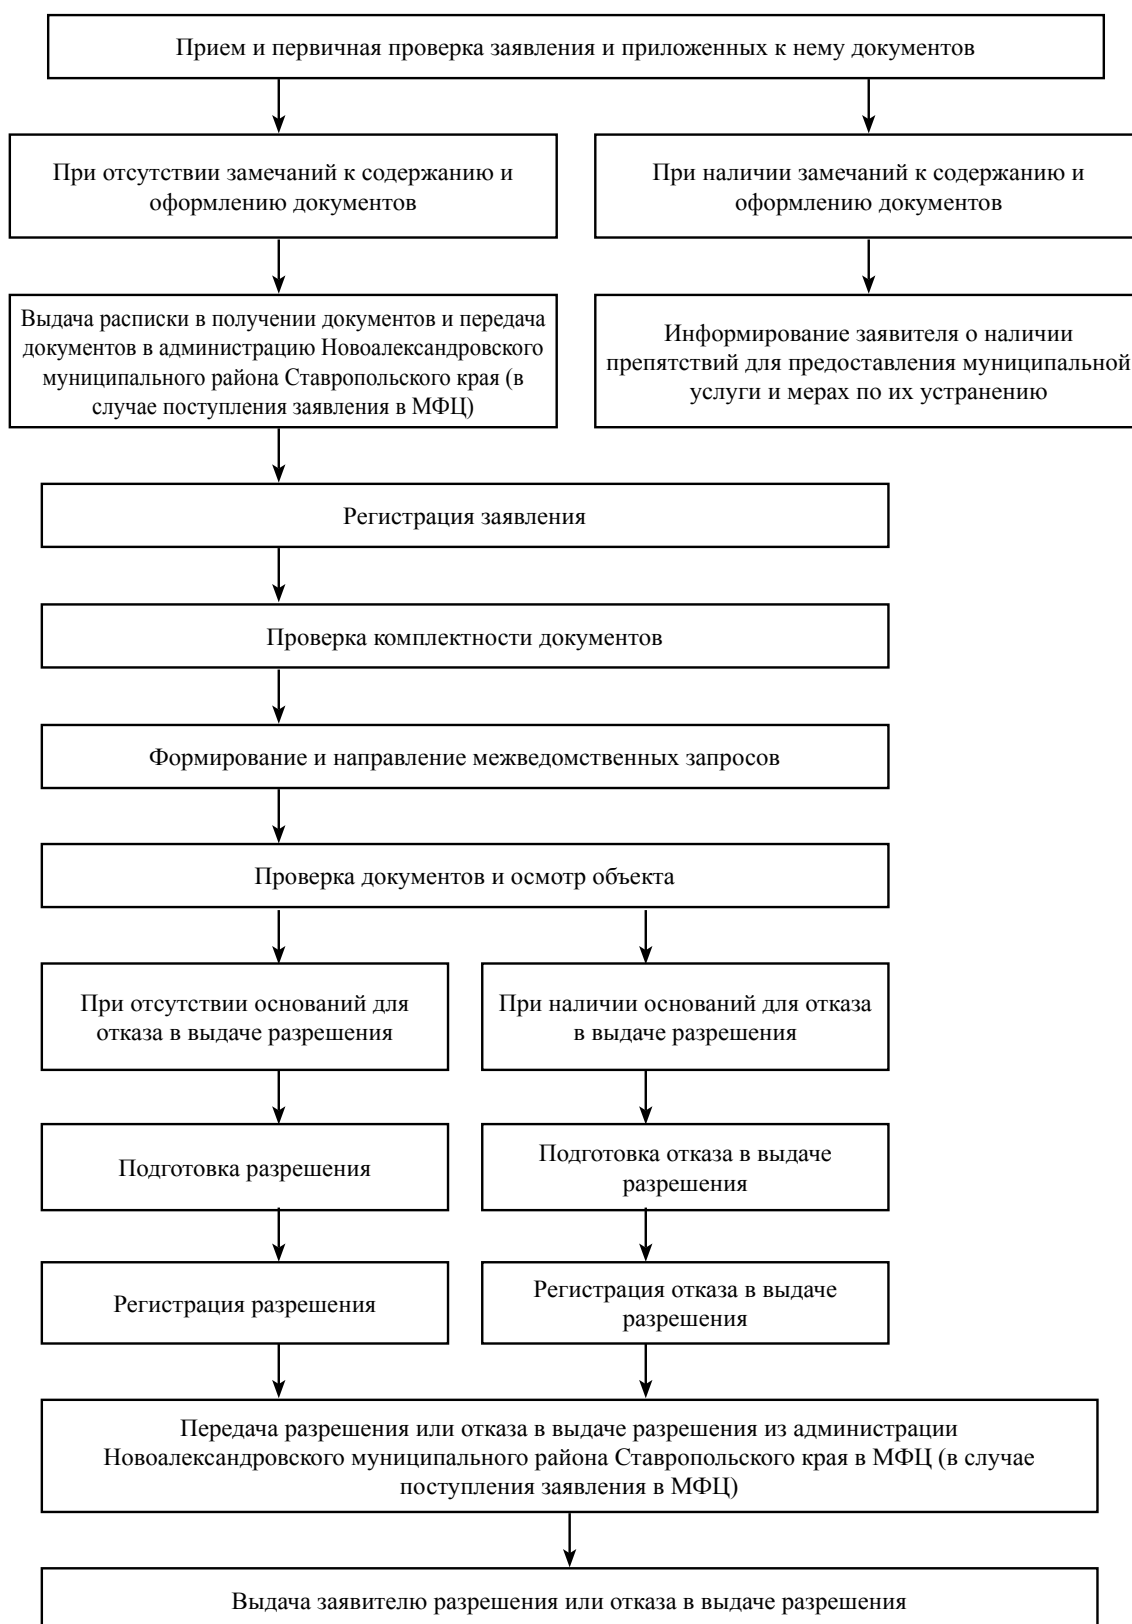 Прием и первичная проверка заявления и приложенных к нему документов
При отсутствии замечаний к содержанию и
оформлению документов
При наличии замечаний к содержанию и
оформлению документов
Выдача расписки в получении документов и передача
документов в администрацию Новоалександровского
муниципального района Ставропольского края (в
случае поступления заявления в МФЦ)
Информирование заявителя о наличии
препятствий для предоставления муниципальной
услуги и мерах по их устранению
Регистрация заявления
Проверка комплектности документов
Формирование и направление межведомственных запросов
Проверка документов и осмотр объекта
При отсутствии оснований для
отказа в выдаче разрешения
При наличии оснований для отказа
в выдаче разрешения
Подготовка разрешения
Подготовка отказа в выдаче
разрешения
Регистрация разрешения
Регистрация отказа в выдаче
разрешения
Передача разрешения или отказа в выдаче разрешения из администрации
Новоалександровского муниципального района Ставропольского края в МФЦ (в случае
поступления заявления в МФЦ)
Выдача заявителю разрешения или отказа в выдаче разрешения